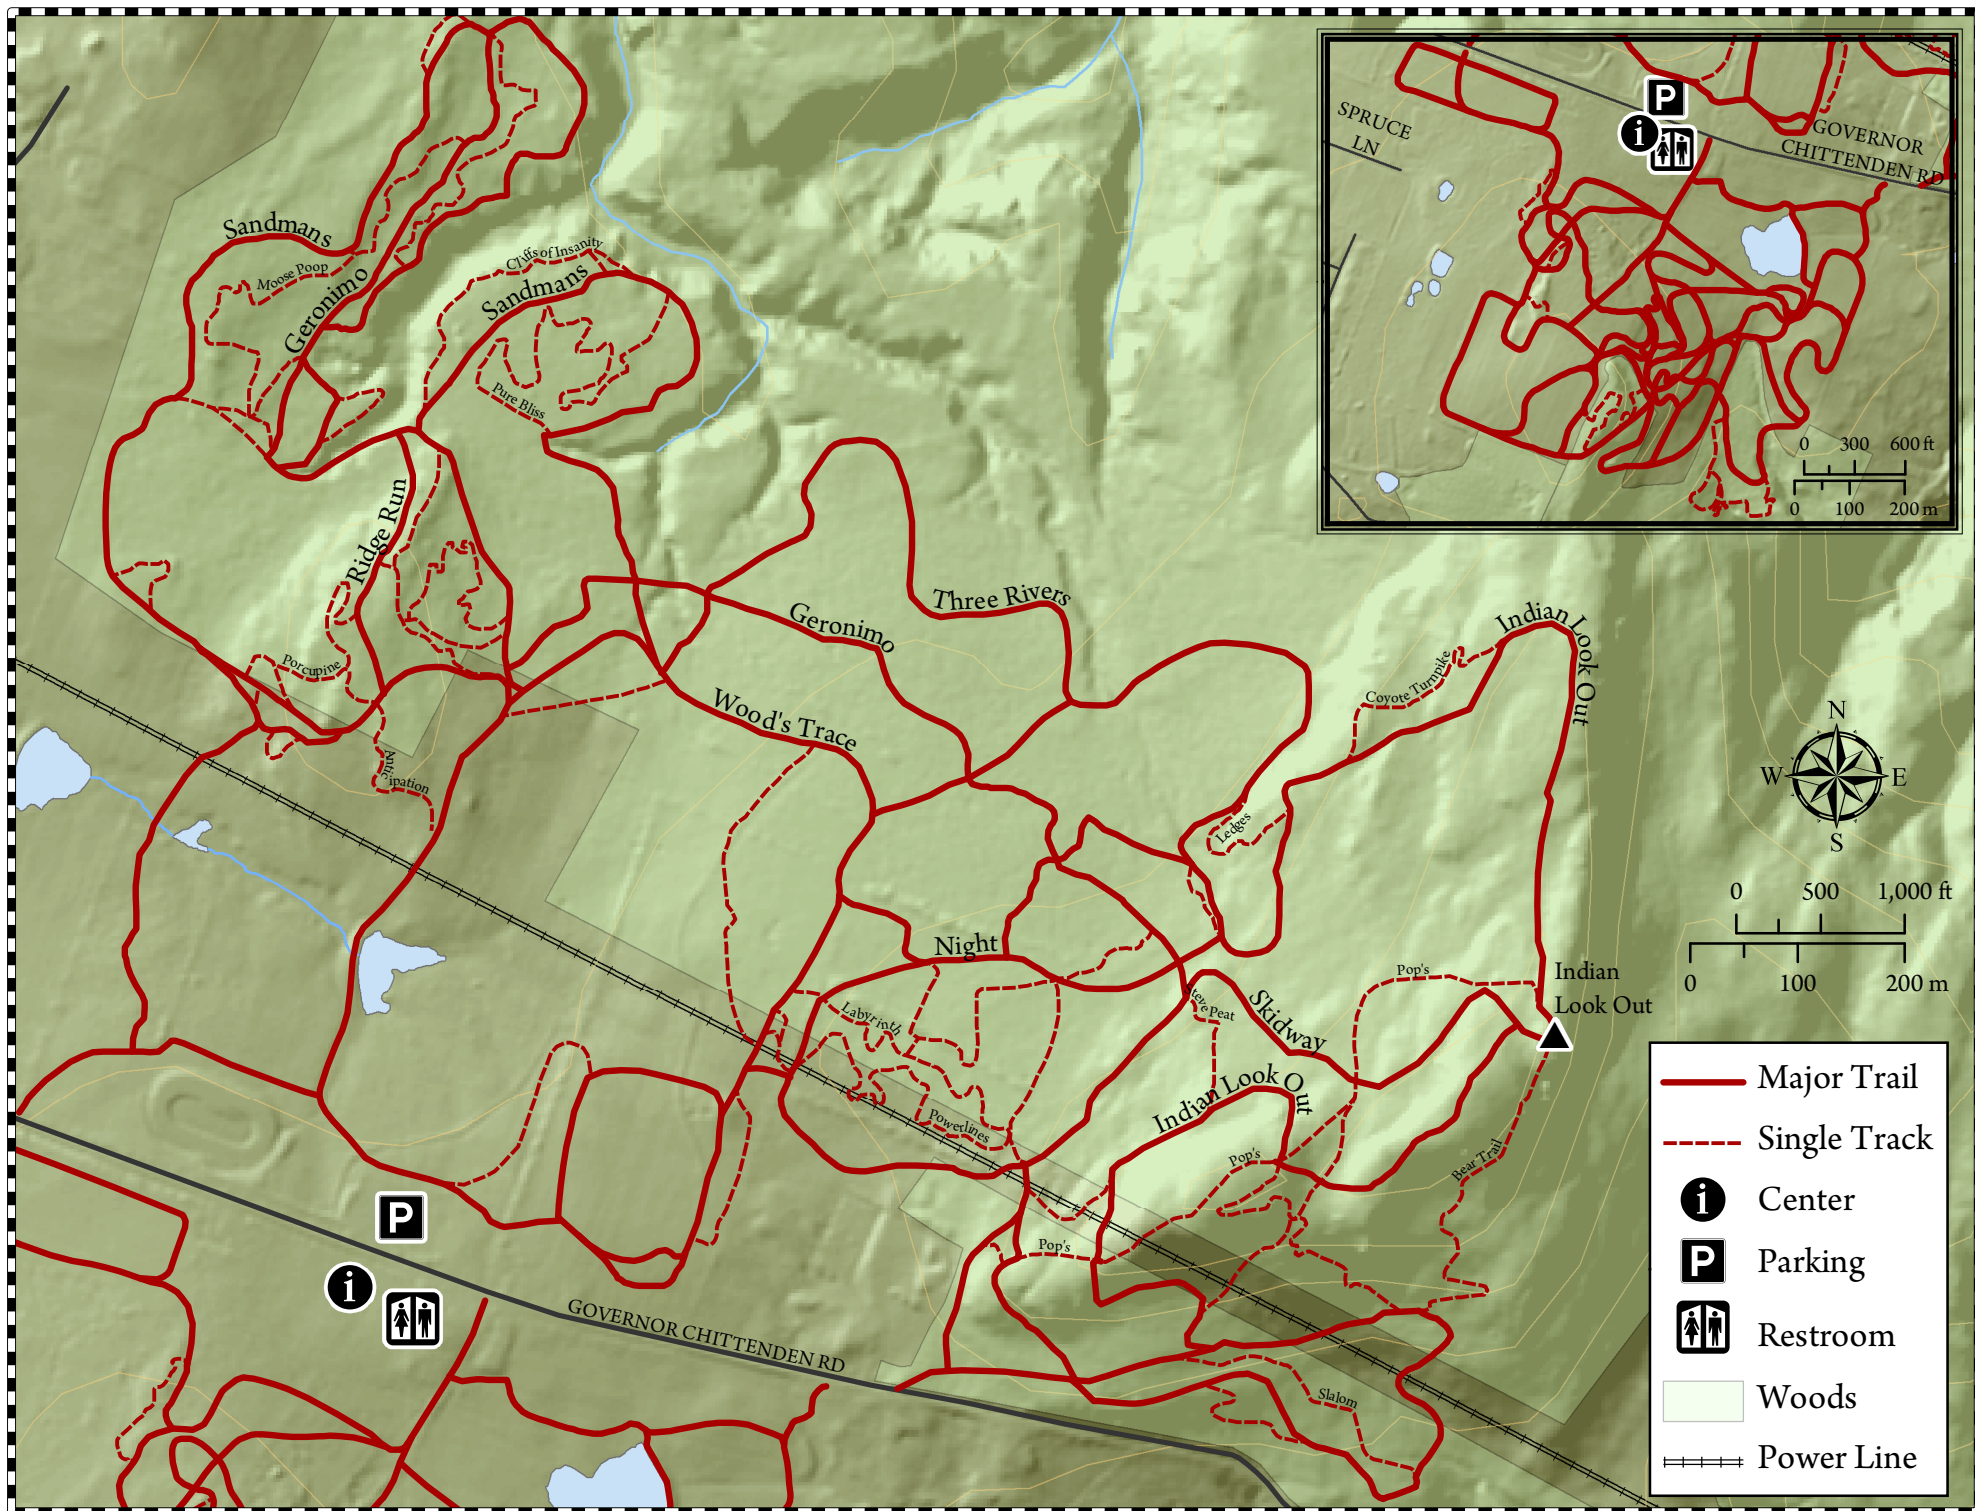 Sandmans
Moose Poop
Geronimo
Cliffs of Insanity
Sandmans
Pure Bliss
Ridge Run
Porcupine
Anticipation
Three Rivers
Geronimo
Wood's Trace
Night
Labyrinth
Powerlines
Ledges
Coyote Turnpike
Indian Look Out
Steve Peat
Skidway
Indian Look Out
Pop's
Pop's
Pop's
Bear Trail
Slalom
Indian
Look Out
P
i
GOVERNOR CHITTENDEN RD
SPRUCE
LN
P
i
GOVERNOR
CHITTENDEN RD
0 300 600 ft
0 100 200 m
N
W E
S
0 500 1,000 ft
0 100 200 m
Major Trail
Single Track
i Center
P Parking
Restroom
Woods
Power Line